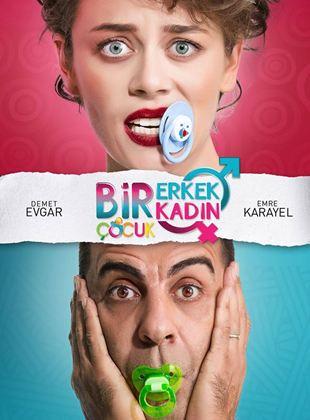 DEMET
EVGAR
BİR ERKEK
KADIN
ÇOCUK
EMRE
KARAYEL